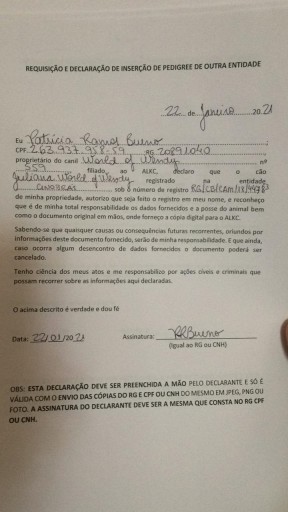 REQUISIÇÃO E DECLARAÇÃO DE INSERÇÃO DE PEDIGREE DE OUTRA ENTIDADE
22 de Janeiro 20 21
Eu Patricia Ramos Bueno
CPF. 263.937.958-59 RG 20891040
proprietário do canil World of Wendy nº
559 filiado ao ALKC, declaro que o cão
Juliana World of Wendy registrado na entidade
CINOBRAS sob o número de registro RG/CB/CAM/IX/
de minha propriedade, autorizo que seja feito o registro em meu nome, e reconheço
que é de minha total responsabilidade os dados fornecidos e a posse do animal bem
como o documento original em mãos, onde forneço a cópia digital para o ALKC.
Sabendo-se que quaisquer causas ou consequências futuras recorrentes, oriundos por
informações deste documento fornecido, serão de minha responsabilidade. E que ainda,
caso ocorra algum desencontro de dados fornecidos o documento poderá ser
cancelado.
Tenho ciência dos meus atos e me responsabilizo por ações cíveis e criminais que
possam recorrer sobre as informações aqui declaradas.
O acima descrito é verdade e dou fé
Data: 22/01/2021 Assinatura: PRBueno
(Igual ao RG ou CNH)
OBS: ESTA DECLARAÇÃO DEVE SER PREENCHIDA A MÃO PELO DECLARANTE E SÓ É
VÁLIDA COM O ENVIO DAS CÓPIAS DO RG E CPF OU CNH DO MESMO EM JPEG, PNG OU
FOTO. A ASSINATURA DO DECLARANTE DEVE SER A MESMA QUE CONSTA NO RG CPF
OU CNH.